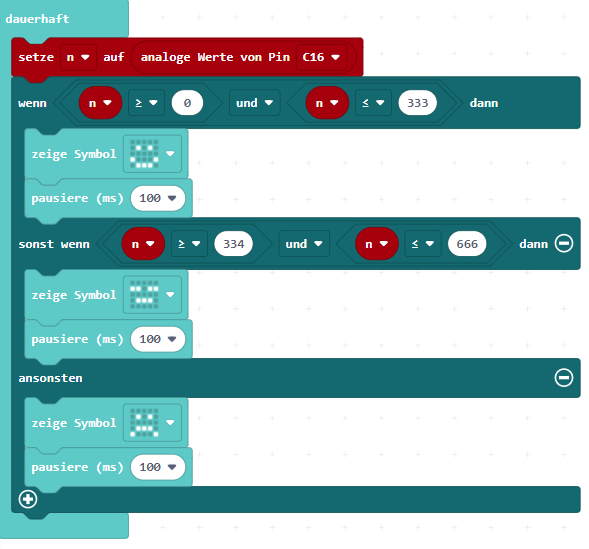 dauerhaft
setze n auf analoge Werte von Pin C16
wenn n ≥ 0 und n ≤ 333 dann
zeige Symbol
pausiere (ms) 100
sonst wenn n ≥ 334 und n ≤ 666 dann
zeige Symbol
pausiere (ms) 100
ansonsten
zeige Symbol
pausiere (ms) 100